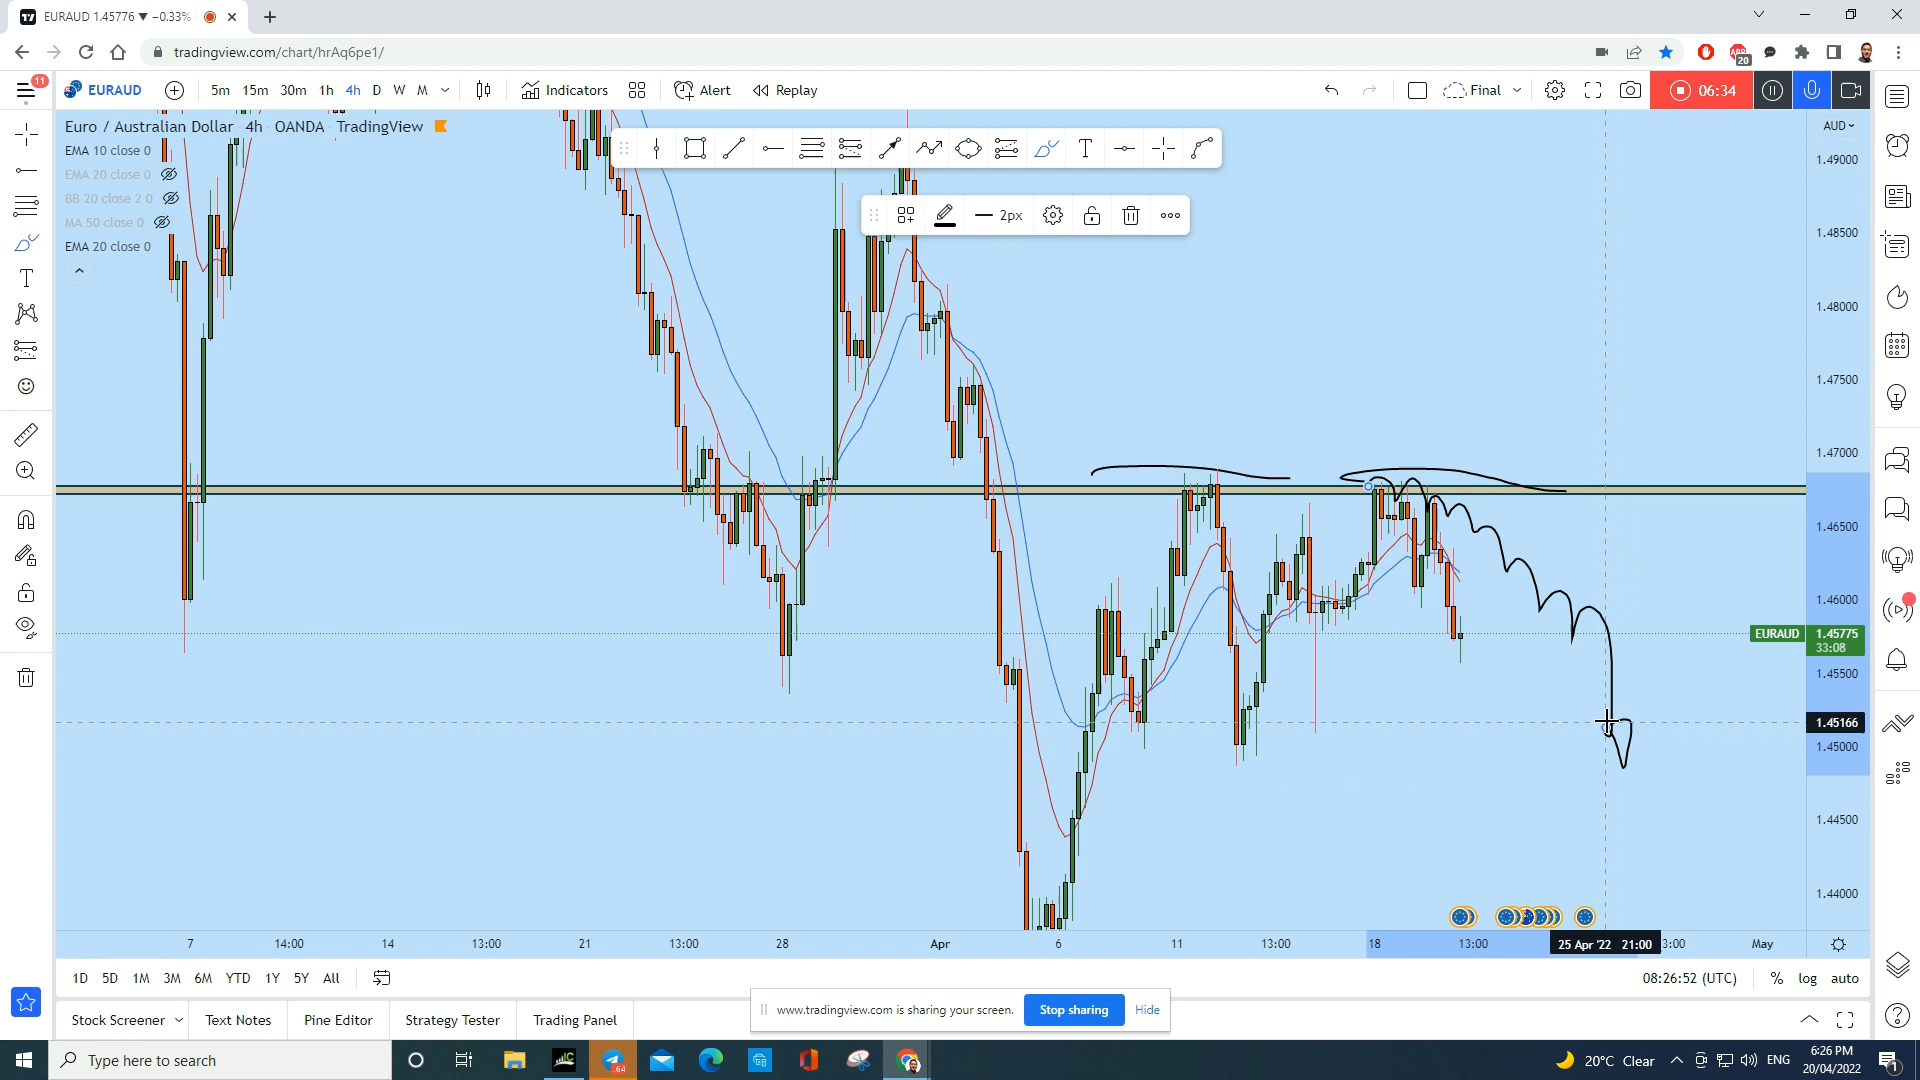 EURAUD 1.45776 ▼ −0.33%
tradingview.com/chart/hrAq6pe1/
20
11
EURAUD
5m 15m 30m 1h 4h D W M
Indicators
Alert
Replay
Final
06:34
Euro / Australian Dollar 4h OANDA TradingView
AUD
EMA 10 close 0
EMA 20 close 0
BB 20 close 2 0
MA 50 close 0
EMA 20 close 0
T
2px
T
1.49000
1.48500
1.48000
1.47500
1.47000
1.46500
1.46000
EURAUD 1.45775
33:08
1.45500
1.45166
1.45000
1.44500
1.44000
7 14:00 14 13:00 21 13:00 28 Apr 6 11 13:00 18 13:00 25 Apr '22 21:00 3:00 May
1D 5D 1M 3M 6M YTD 1Y 5Y All
08:26:52 (UTC) % log auto
www.tradingview.com is sharing your screen. Stop sharing Hide
Stock Screener Text Notes Pine Editor Strategy Tester Trading Panel
Type here to search
20°C Clear
ENG
6:26 PM
20/04/2022